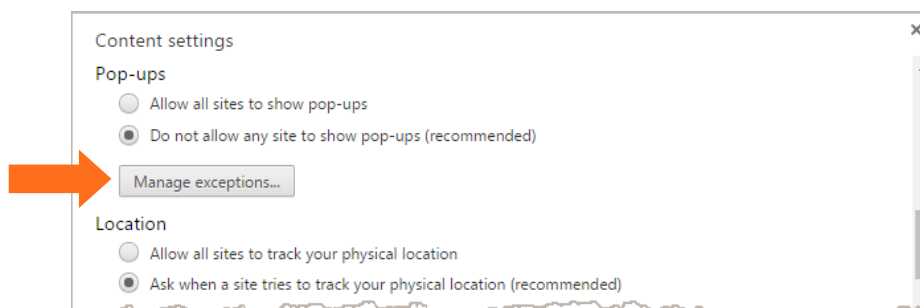 Content settings
Pop-ups
Allow all sites to show pop-ups
Do not allow any site to show pop-ups (recommended)
Manage exceptions...
Location
Allow all sites to track your physical location
Ask when a site tries to track your physical location (recommended)